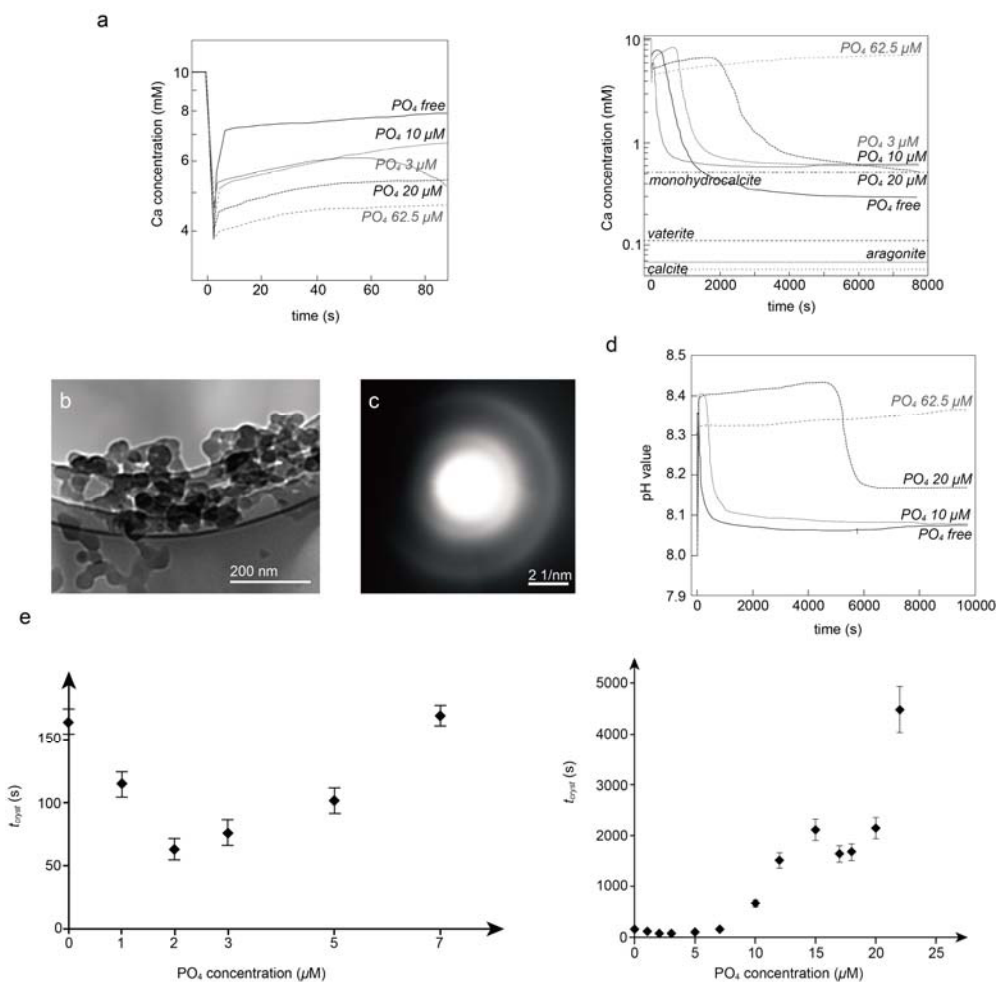 a
Ca concentration (mM)
10
8
6
4
PO₄ free
PO₄ 10 µM
PO₄ 3 µM
PO₄ 20 µM
PO₄ 62.5 µM
0 20 40 60 80
time (s)
Ca concentration (mM)
10
1
0.1
PO₄ 62.5 µM
PO₄ 3 µM
PO₄ 10 µM
monohydrocalcite
PO₄ 20 µM
PO₄ free
vaterite
aragonite
calcite
0 2000 4000 6000 8000
time (s)
b
200 nm
c
2 1/nm
d
pH value
8.5
8.4
8.3
8.2
8.1
8.0
7.9
PO₄ 62.5 µM
PO₄ 20 µM
PO₄ 10 µM
PO₄ free
0 2000 4000 6000 8000 10000
time (s)
e
t_cryst (s)
150
100
50
0
0 1 2 3 5 7
PO₄ concentration (µM)
t_cryst (s)
5000
4000
3000
2000
1000
0
0 5 10 15 20 25
PO₄ concentration (µM)